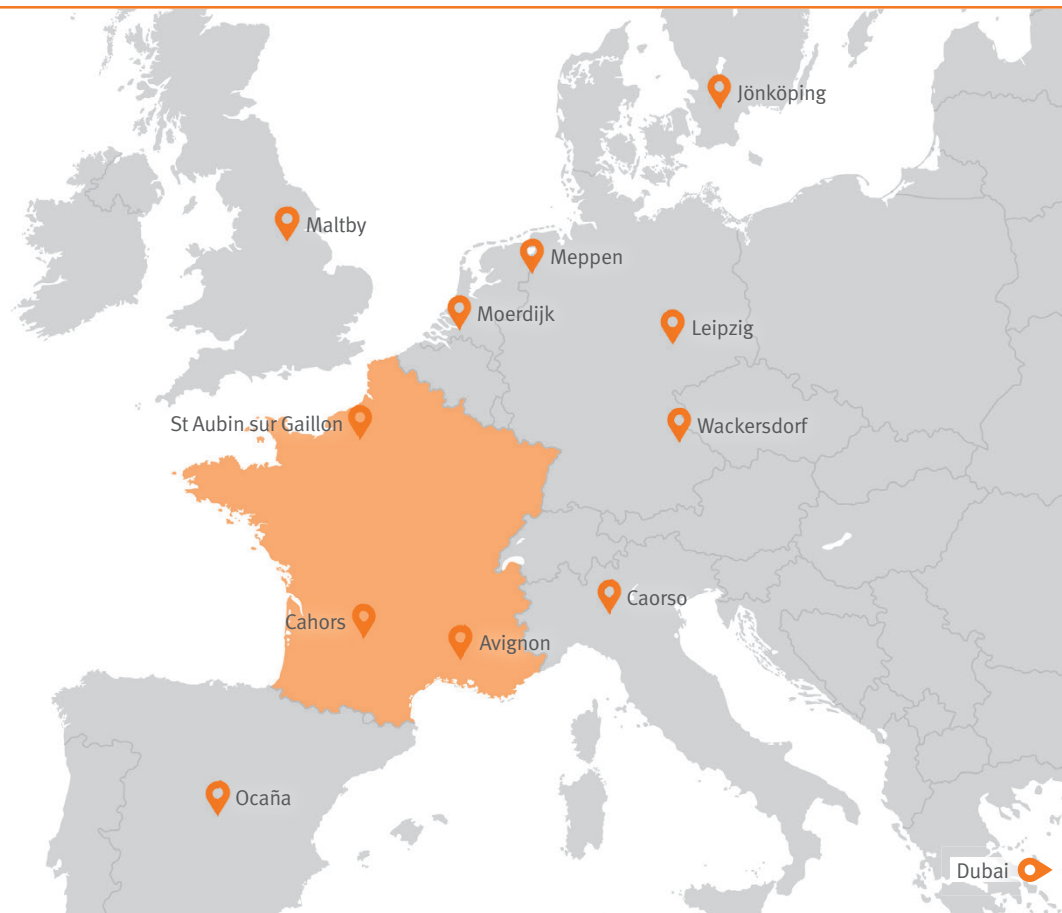 Jönköping
Maltby
Meppen
Moerdijk
Leipzig
St Aubin sur Gaillon
Wackersdorf
Caorso
Cahors
Avignon
Ocaña
Dubai